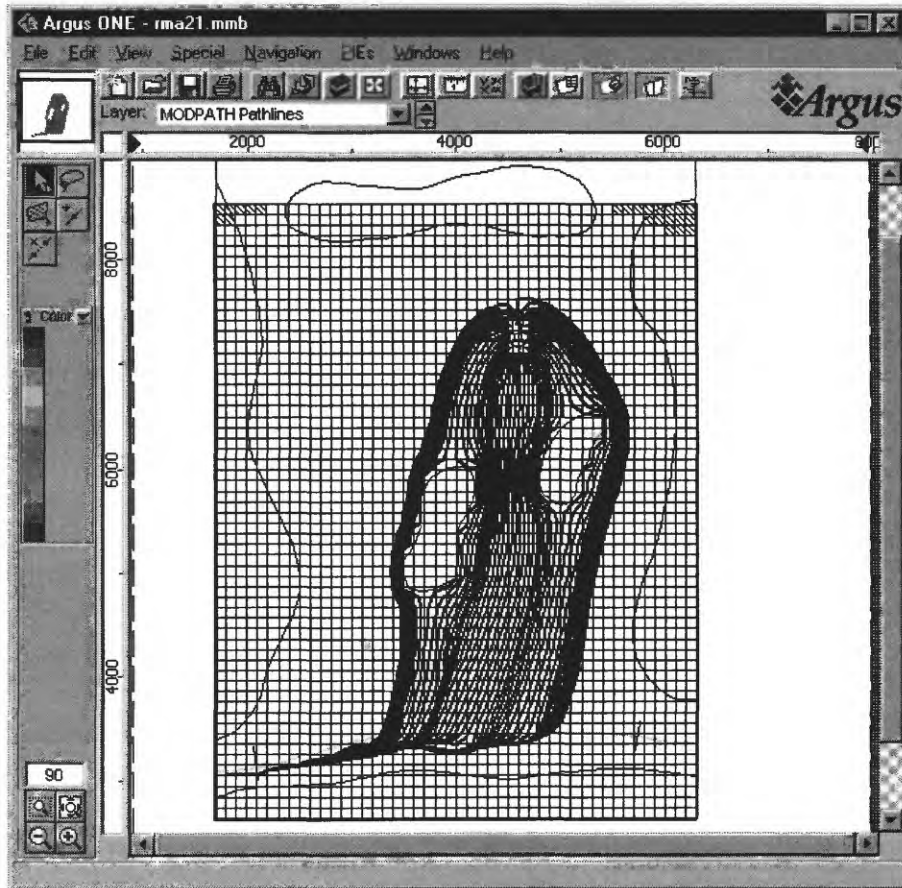 Argus ONE - rma21.mmb
File Edit View Special Navigation PIEs Windows Help
Argus
Layer: MODPATH Pathlines
2000 4000 6000
8000
Color
6000
4000
90